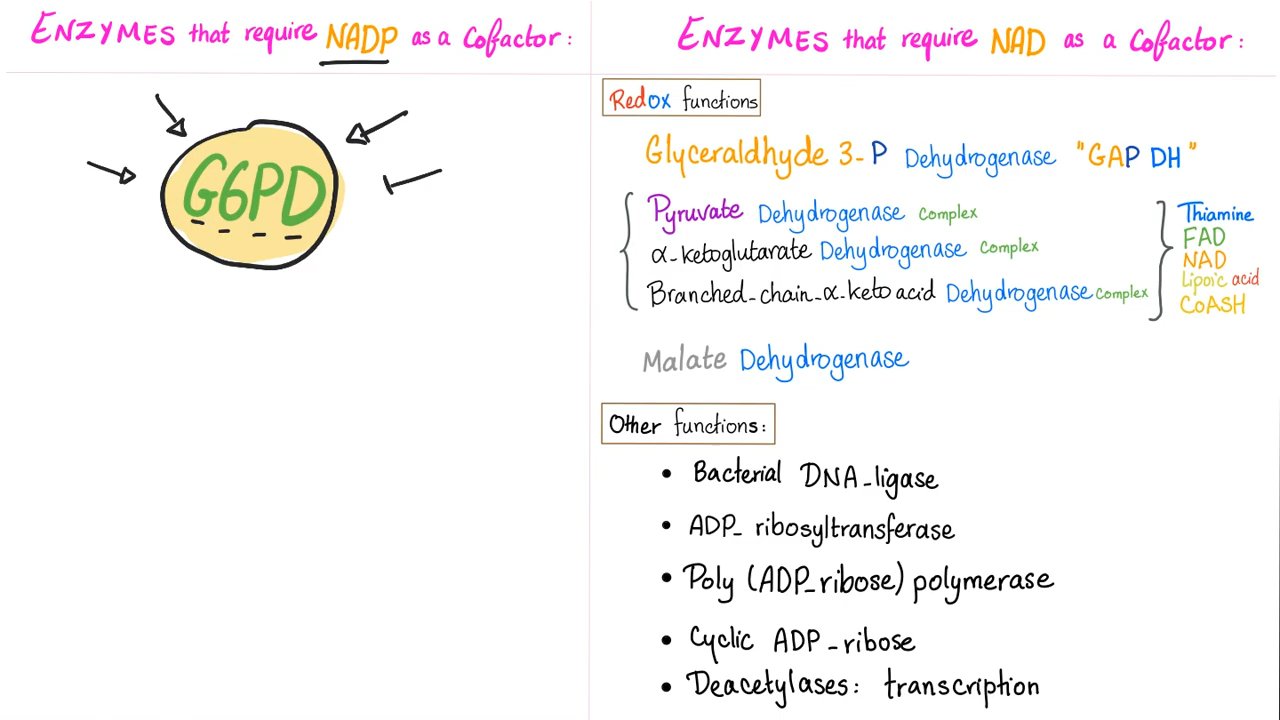 ENZYMES that require NADP as a Cofactor:
G6PD
ENZYMES that require NAD as a Cofactor:
Redox functions
Glyceraldhyde 3-P Dehydrogenase "GAP DH"
Pyruvate Dehydrogenase Complex
α-ketoglutarate Dehydrogenase Complex
Branched-chain-α-keto acid Dehydrogenase Complex
Thiamine
FAD
NAD
Lipoic acid
CoASH
Malate Dehydrogenase
Other functions:
• Bacterial DNA-ligase
• ADP-ribosyltransferase
• Poly (ADP-ribose) polymerase
• Cyclic ADP-ribose
• Deacetylases: transcription